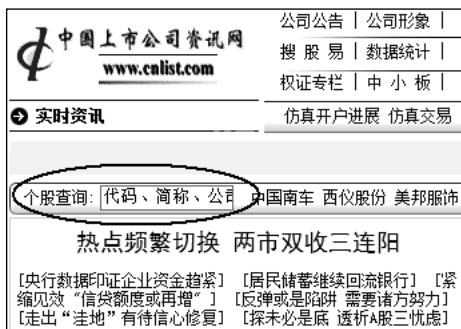 中国上市公司资讯网
www.cnlist.com
公司公告 | 公司形象 |
搜 股 易 | 数据统计 |
权证专栏 | 中 小 板 |
实时资讯
仿真开户进展 仿真交易
个股查询: 代码、简称、公司
中国南车 西仪股份 美邦服饰
热点频繁切换 两市双收三连阳
[央行数据印证企业资金趋紧] [居民储蓄继续回流银行] [紧
缩见效 “信贷额度或再增” ] [反弹或是陷阱 需要诸方努力]
[走出“洼地”有待信心修复] [探未必是底 透析A股三忧虑]